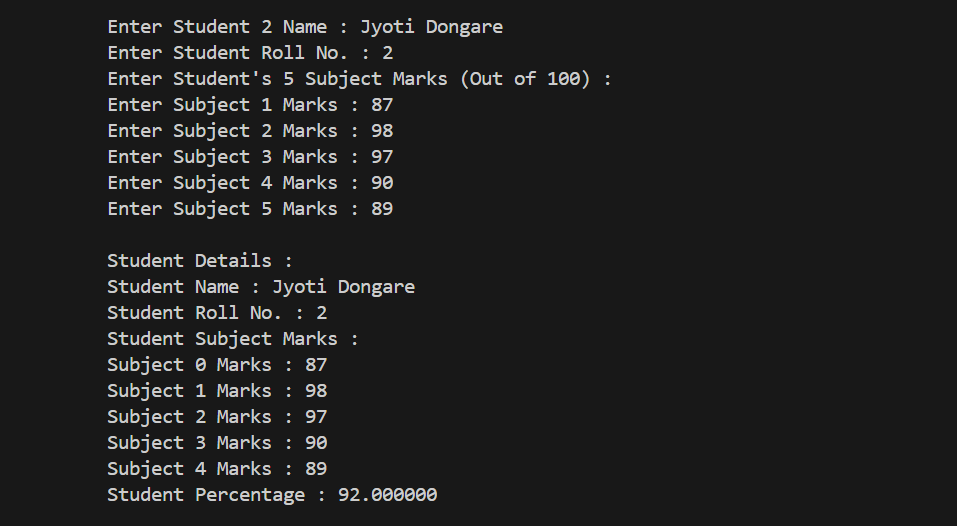 Enter Student 2 Name : Jyoti Dongare
Enter Student Roll No. : 2
Enter Student's 5 Subject Marks (Out of 100) :
Enter Subject 1 Marks : 87
Enter Subject 2 Marks : 98
Enter Subject 3 Marks : 97
Enter Subject 4 Marks : 90
Enter Subject 5 Marks : 89
Student Details :
Student Name : Jyoti Dongare
Student Roll No. : 2
Student Subject Marks :
Subject 0 Marks : 87
Subject 1 Marks : 98
Subject 2 Marks : 97
Subject 3 Marks : 90
Subject 4 Marks : 89
Student Percentage : 92.000000